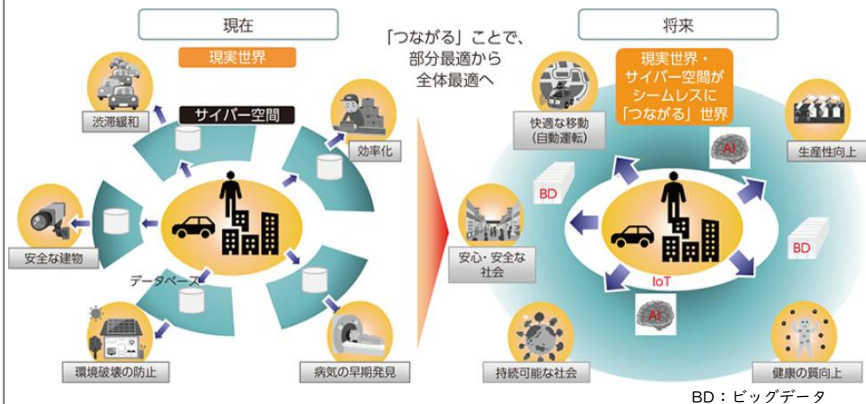 現在
現実世界
サイバー空間
渋滞緩和
効率化
安全な建物
データベース
環境破壊の防止
病気の早期発見
「つながる」ことで、
部分最適から
全体最適へ
将来
現実世界・
サイバー空間が
シームレスに
「つながる」世界
快適な移動
(自動運転)
AI
生産性向上
BD
安心・安全な
社会
BD
IoT
AI
持続可能な社会
健康の質向上
BD：ビッグデータ